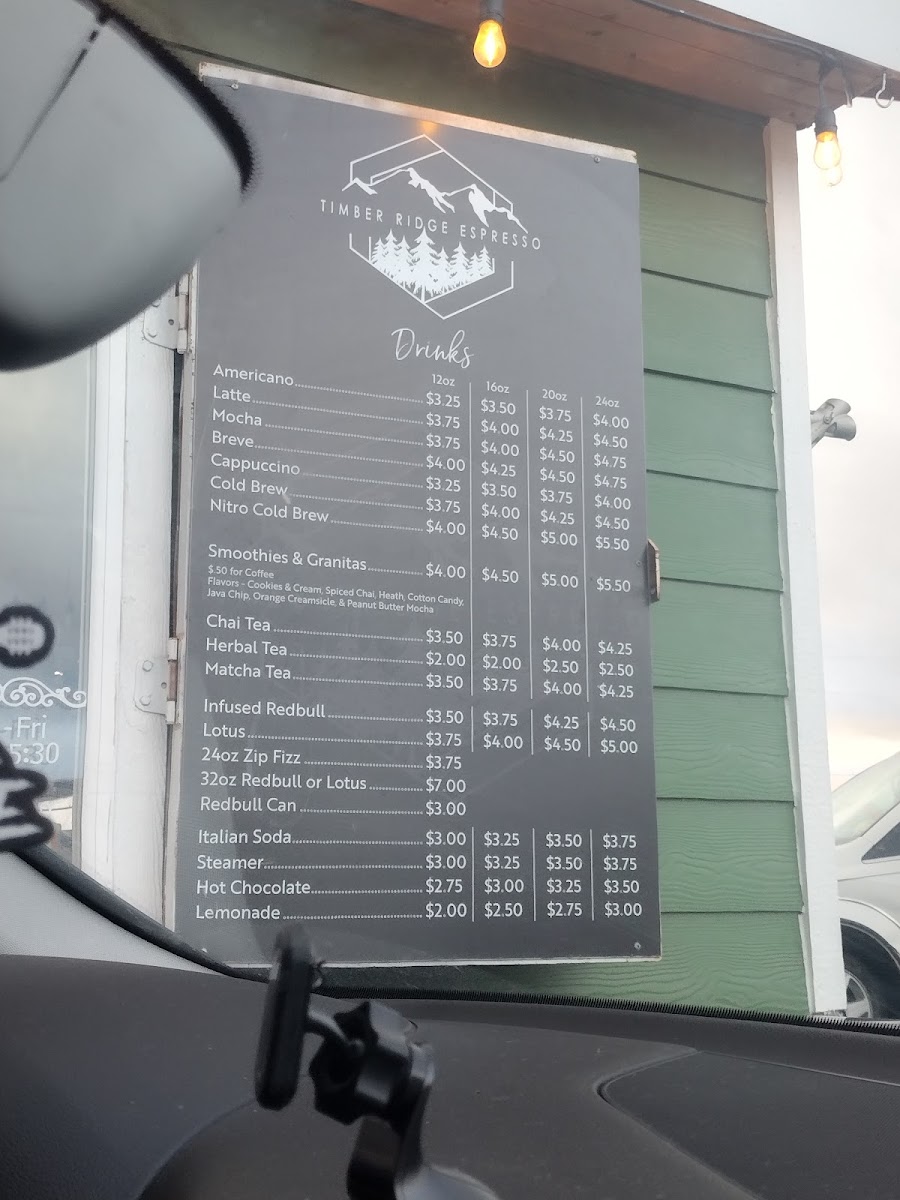 TIMBER RIDGE ESPRESSO
Drinks
12oz 16oz 20oz 24oz
Americano $3.25 $3.50 $3.75 $4.00
Latte $3.75 $4.00 $4.25 $4.50
Mocha $3.75 $4.00 $4.50 $4.75
Breve $4.00 $4.25 $4.50 $4.75
Cappuccino $3.25 $3.50 $3.75 $4.00
Cold Brew $3.75 $4.00 $4.25 $4.50
Nitro Cold Brew $4.00 $4.50 $5.00 $5.50
Smoothies & Granitas $4.00 $4.50 $5.00 $5.50
$.50 for Coffee
Flavors - Cookies & Cream, Spiced Chai, Heath, Cotton Candy,
Java Chip, Orange Creamsicle, & Peanut Butter Mocha
Chai Tea $3.50 $3.75 $4.00 $4.25
Herbal Tea $2.00 $2.00 $2.50 $2.50
Matcha Tea $3.50 $3.75 $4.00 $4.25
Infused Redbull $3.50 $3.75 $4.25 $4.50
Lotus $3.75 $4.00 $4.50 $5.00
24oz Zip Fizz $3.75
32oz Redbull or Lotus $7.00
Redbull Can $3.00
Italian Soda $3.00 $3.25 $3.50 $3.75
Steamer $3.00 $3.25 $3.50 $3.75
Hot Chocolate $2.75 $3.00 $3.25 $3.50
Lemonade $2.00 $2.50 $2.75 $3.00
-Fri
5:30